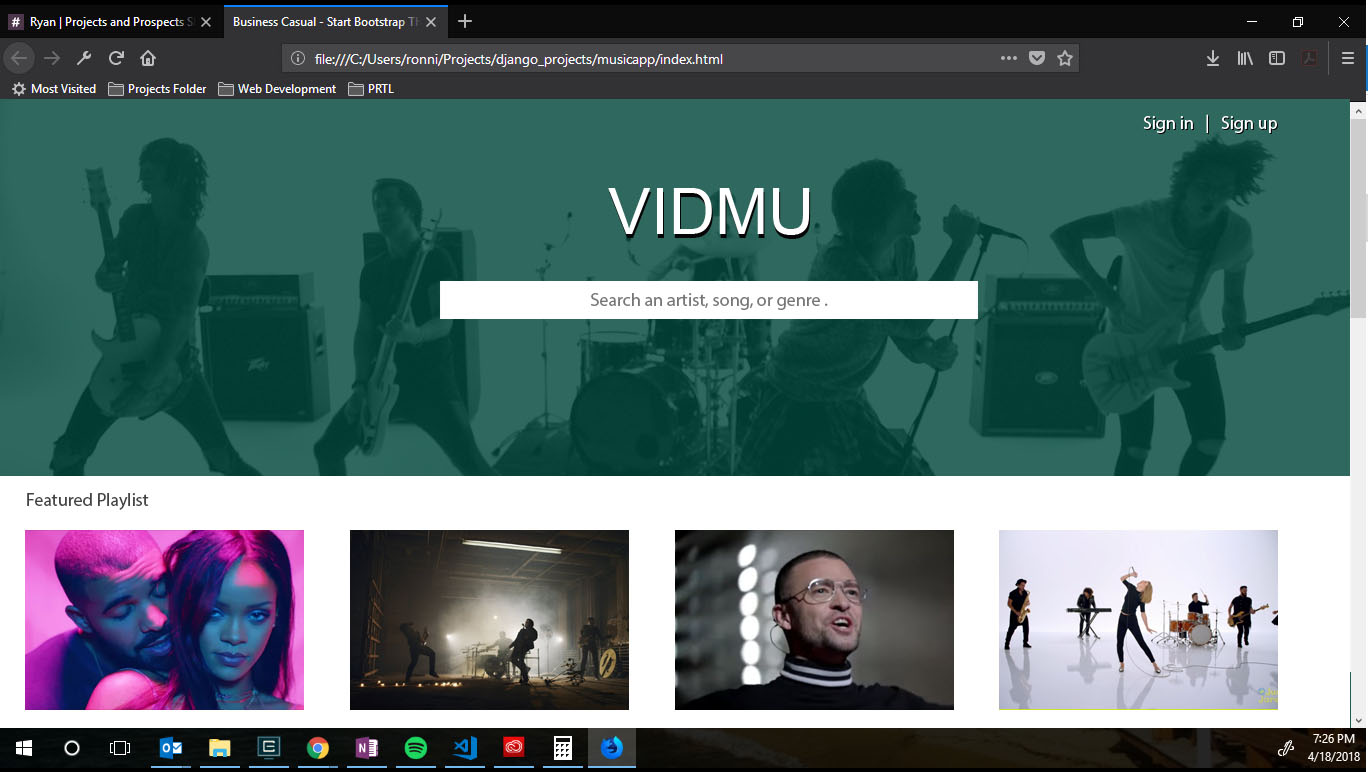 # Ryan | Projects and Prospects S
Business Casual - Start Bootstrap Th
file:///C:/Users/ronni/Projects/django_projects/musicapp/index.html
Most Visited Projects Folder Web Development PRTL
Sign in | Sign up
VIDMU
Search an artist, song, or genre .
Featured Playlist
7:26 PM
4/18/2018